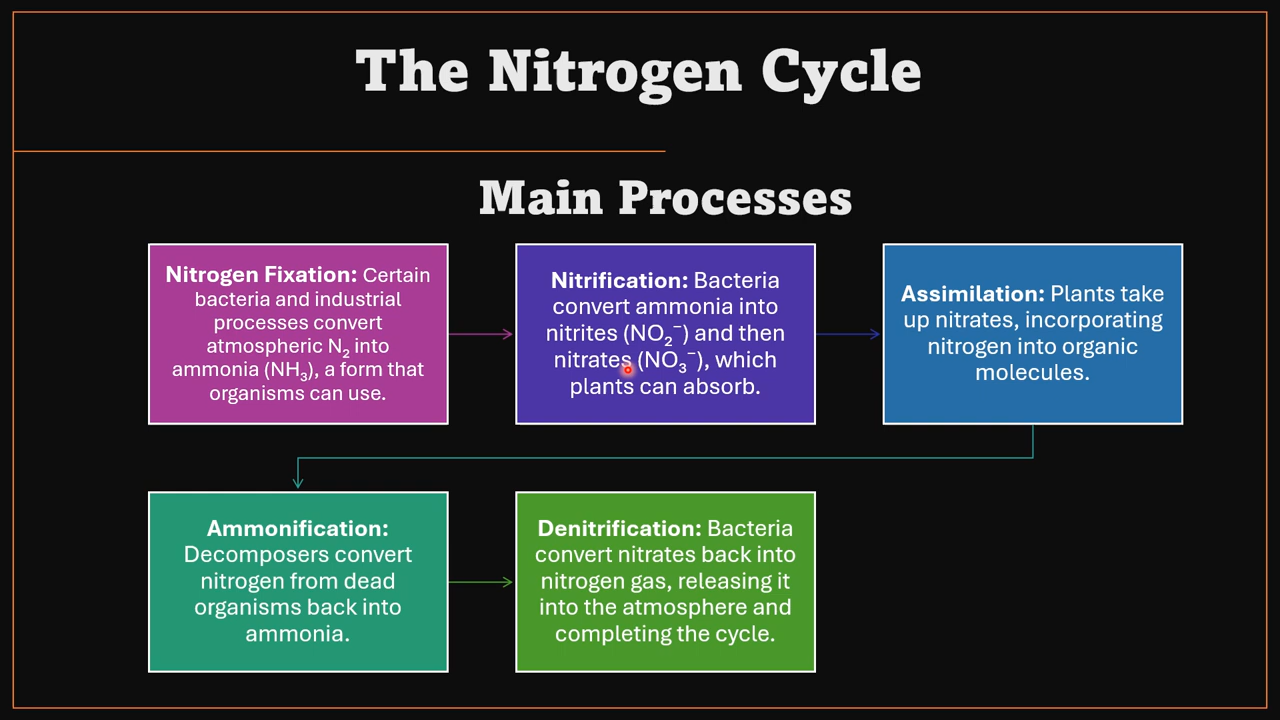 The Nitrogen Cycle
Main Processes
Nitrogen Fixation: Certain
bacteria and industrial
processes convert
atmospheric N₂ into
ammonia (NH₃), a form that
organisms can use.
Nitrification: Bacteria
convert ammonia into
nitrites (NO₂⁻) and then
nitrates (NO₃⁻), which
plants can absorb.
Assimilation: Plants take
up nitrates, incorporating
nitrogen into organic
molecules.
Ammonification:
Decomposers convert
nitrogen from dead
organisms back into
ammonia.
Denitrification: Bacteria
convert nitrates back into
nitrogen gas, releasing it
into the atmosphere and
completing the cycle.